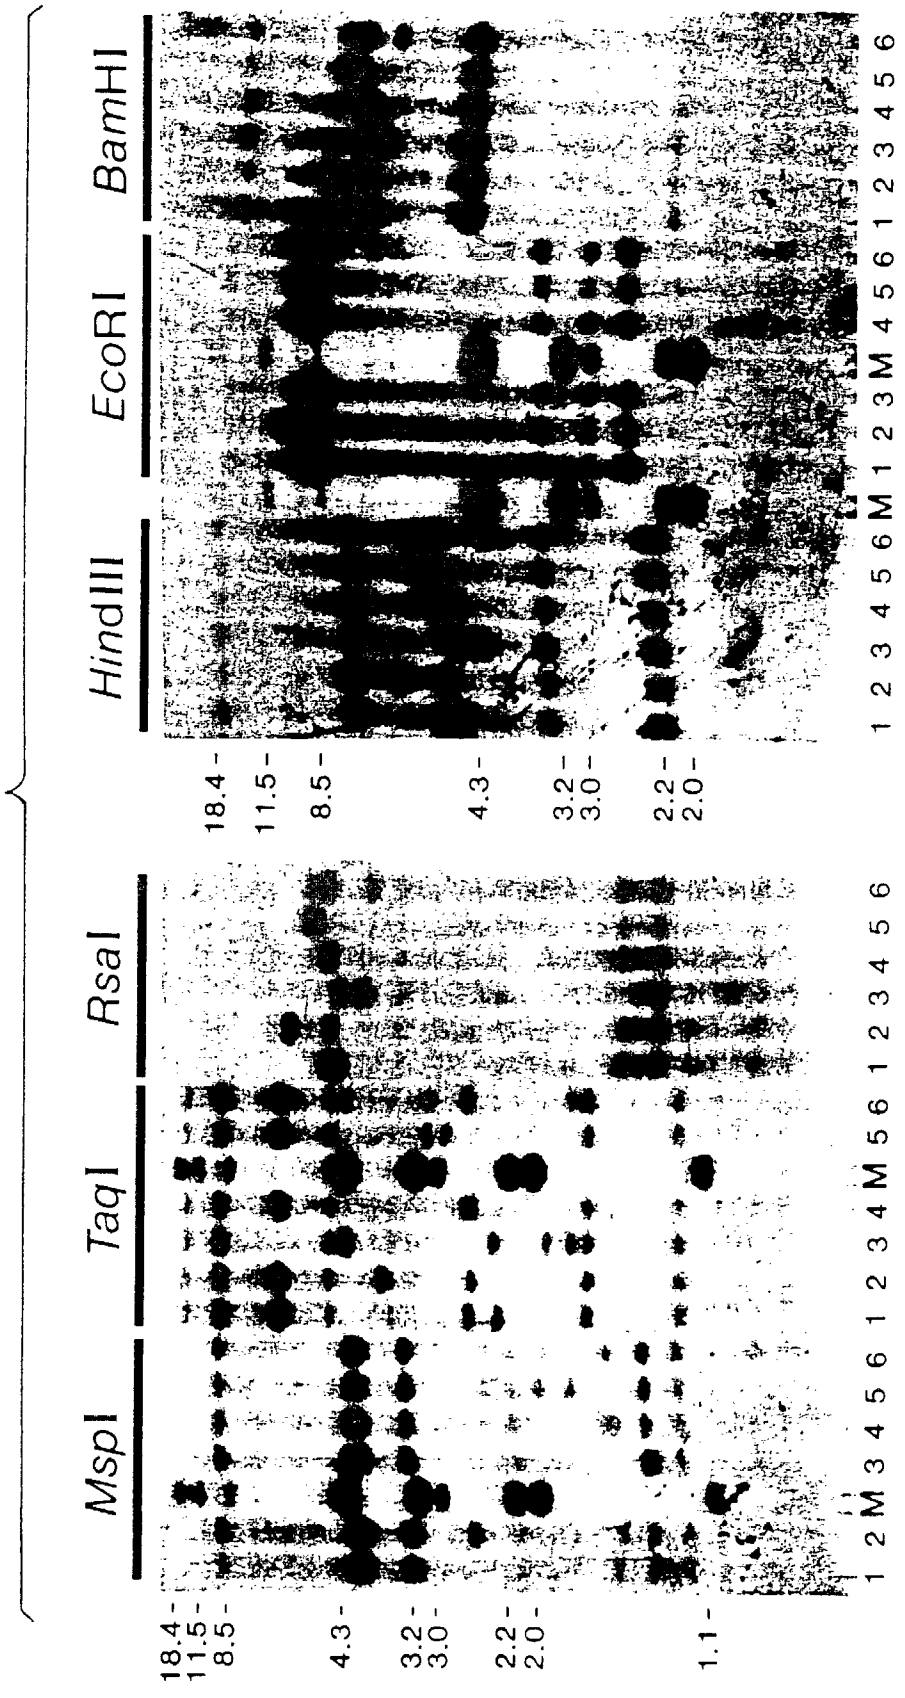 MspI TaqI RsaI HindIII EcoRI BamHI
18.4 - 18.4 -
11.5 - 11.5 -
8.5 - 8.5 -
4.3 - 4.3 -
3.2 - 3.2 -
3.0 - 3.0 -
2.2 - 2.2 -
2.0 - 2.0 -
1.1 -
1 2 M 3 4 5 6 1 2 3 4 M 5 6 1 2 3 4 5 6 1 2 3 4 5 6 M 1 2 3 M 4 5 6 1 2 3 4 5 6